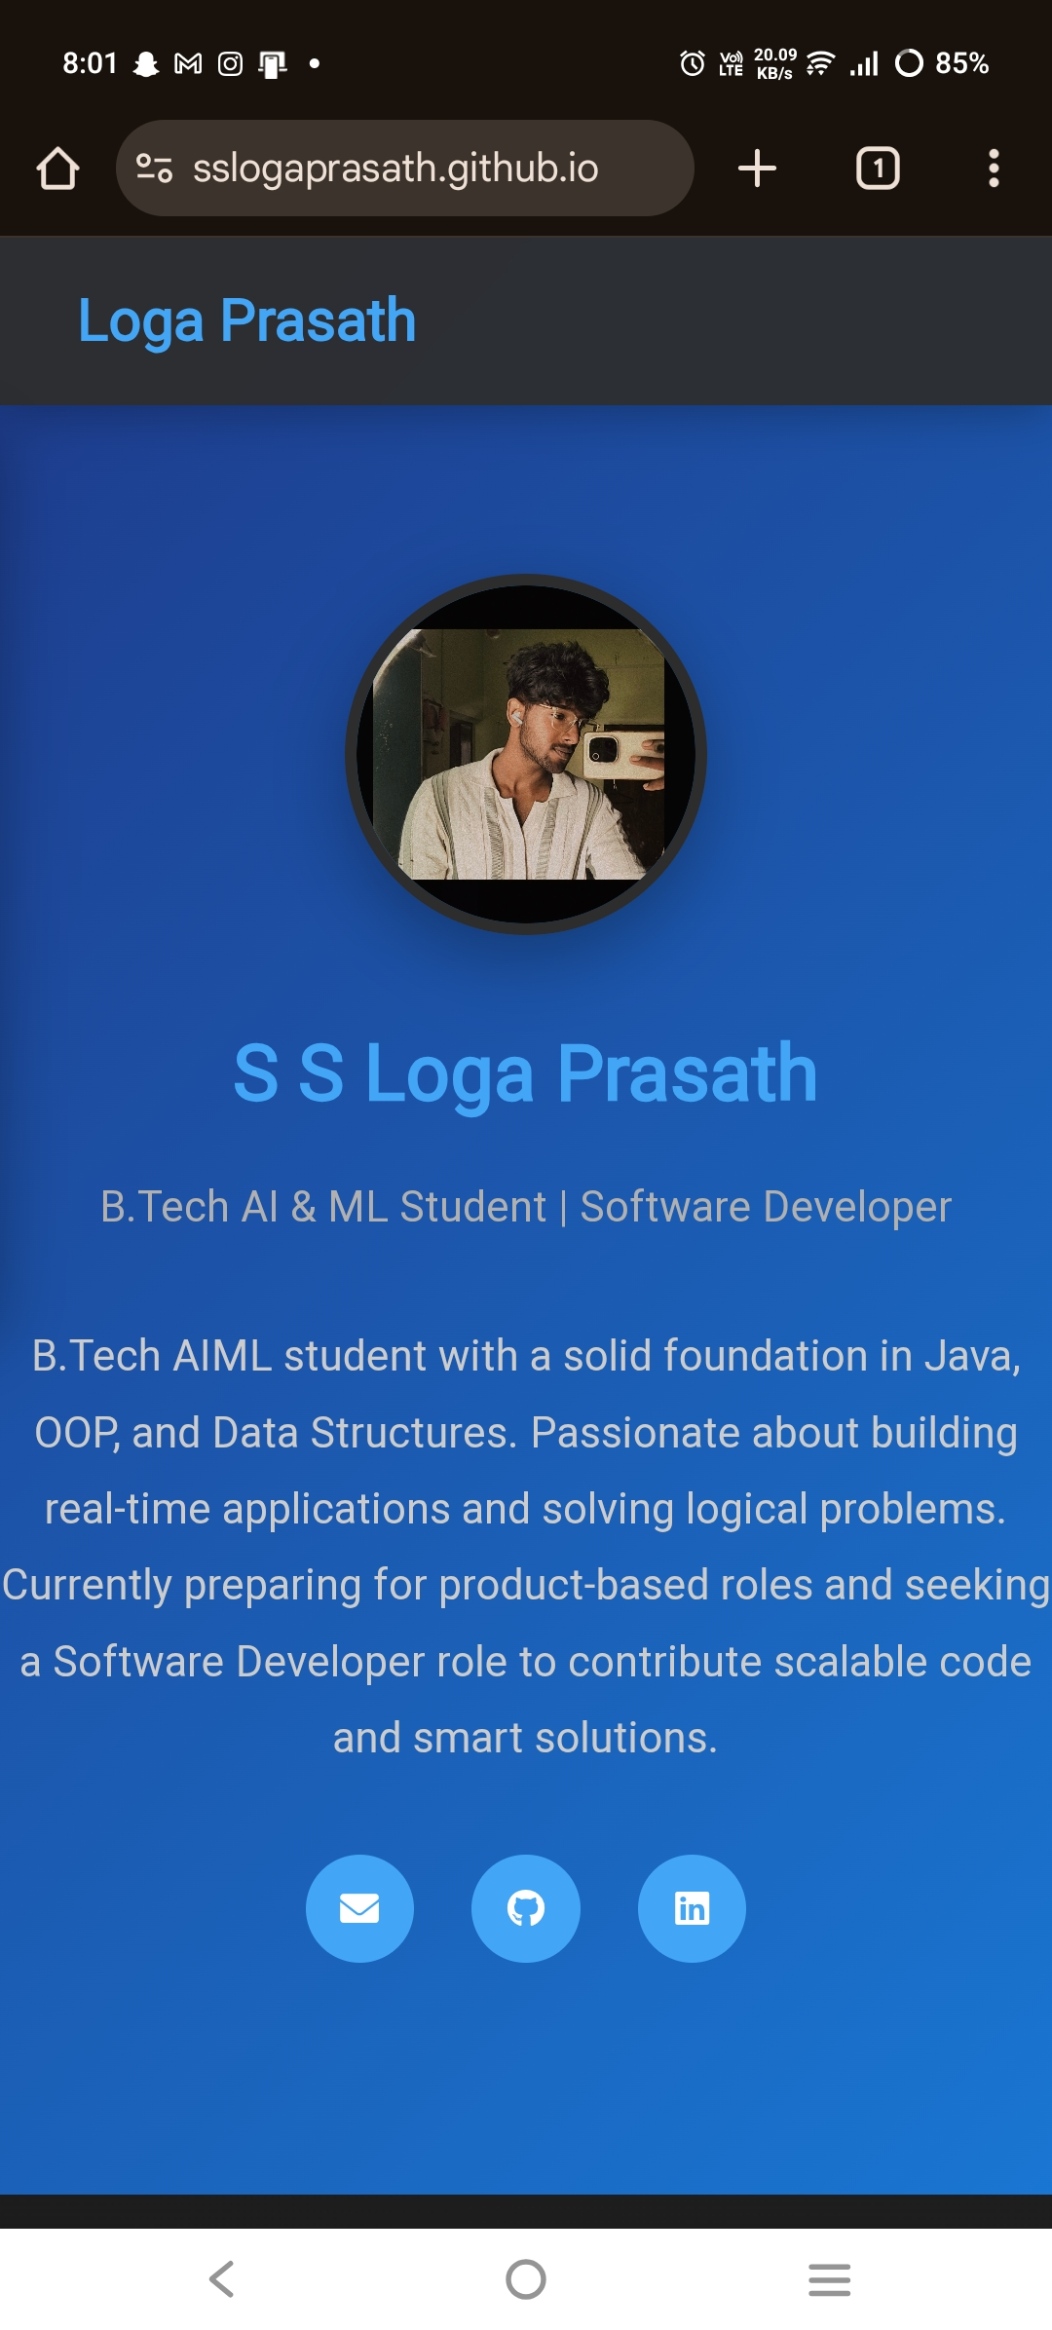 8:01
Vo)) LTE
20.09 KB/s
85%
sslogaprasath.github.io
1
Loga Prasath
S S Loga Prasath
B.Tech AI & ML Student | Software Developer
B.Tech AIML student with a solid foundation in Java,
OOP, and Data Structures. Passionate about building
real-time applications and solving logical problems.
Currently preparing for product-based roles and seeking
a Software Developer role to contribute scalable code
and smart solutions.
in